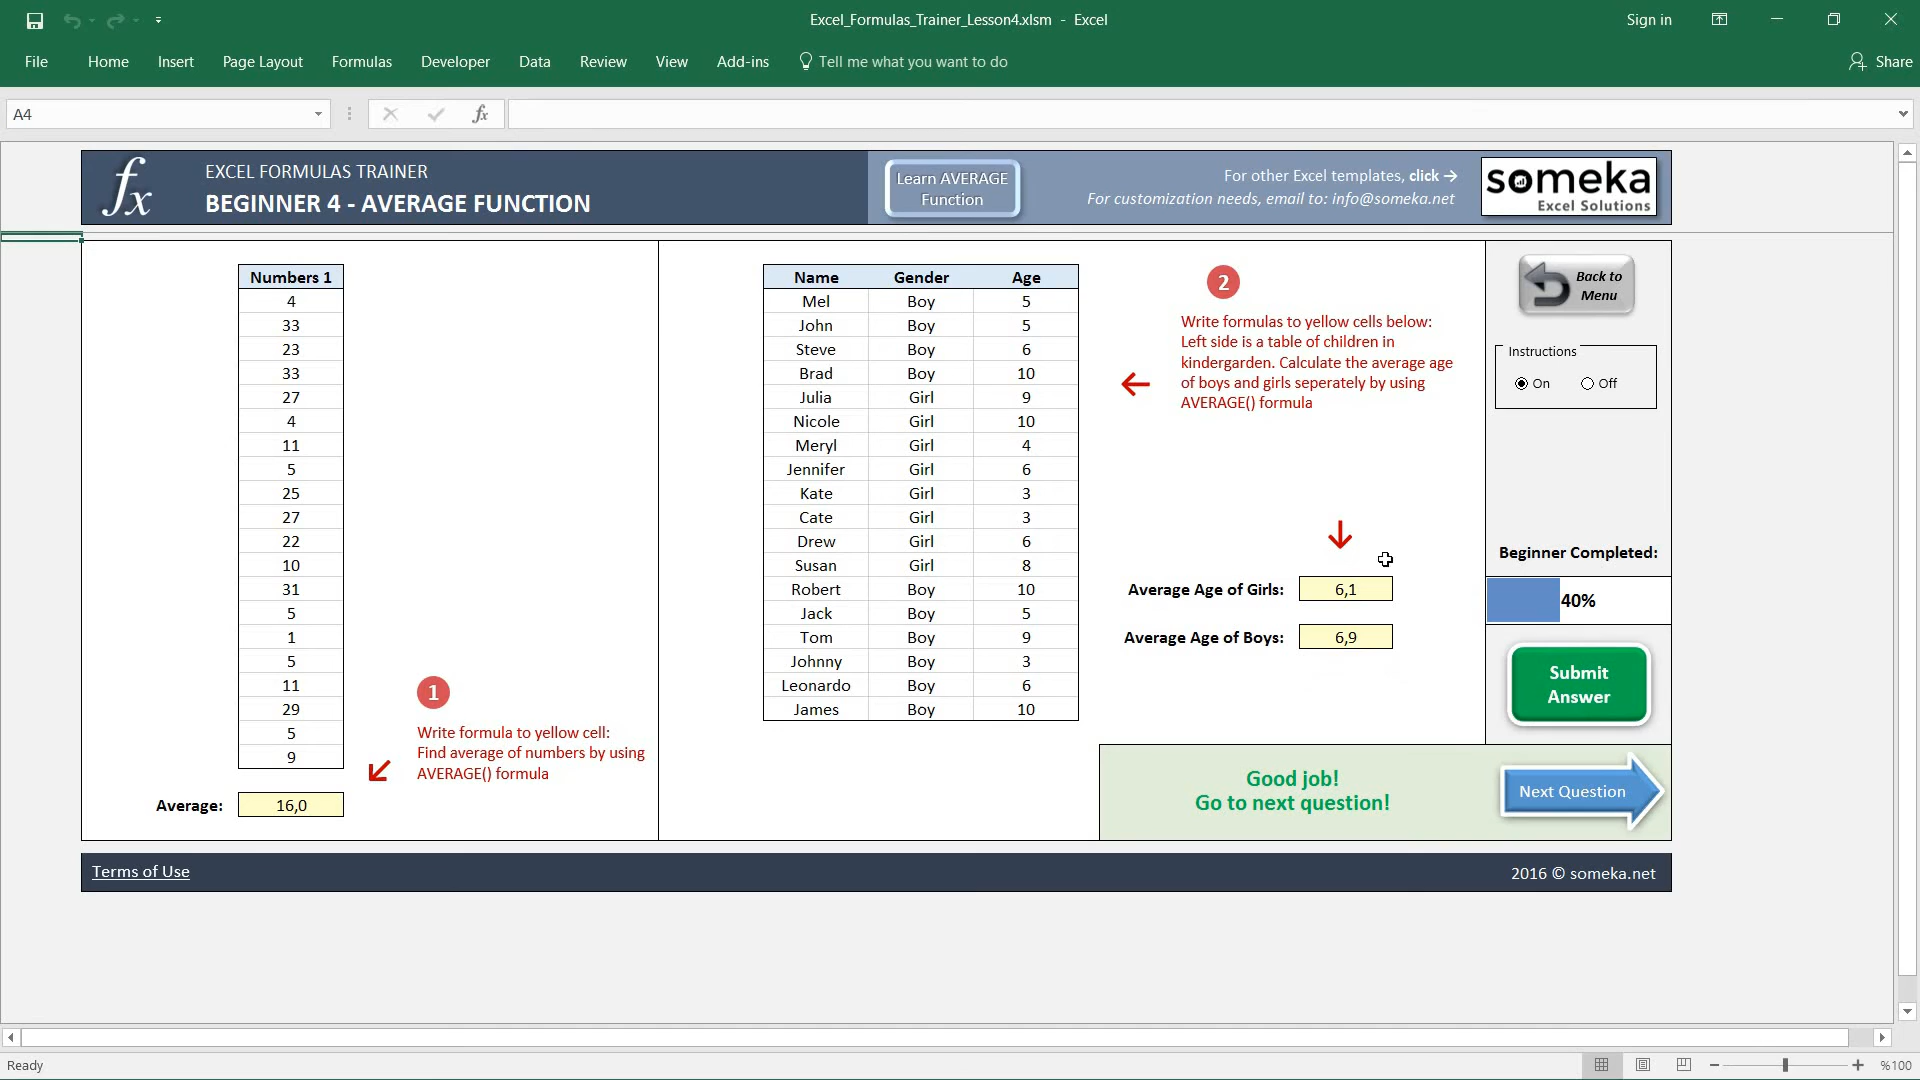 Excel_Formulas_Trainer_Lesson4.xlsm - Excel
Sign in
File Home Insert Page Layout Formulas Developer Data Review View Add-ins Tell me what you want to do Share
A4
fx
fx
EXCEL FORMULAS TRAINER
BEGINNER 4 - AVERAGE FUNCTION
Learn AVERAGE
Function
For other Excel templates, click →
For customization needs, email to: info@someka.net
someka
Excel Solutions
Numbers 1
4
33
23
33
27
4
11
5
25
27
22
10
31
5
1
5
11
29
5
9
Average: 16,0
1
Write formula to yellow cell:
Find average of numbers by using
AVERAGE() formula
Name Gender Age
Mel Boy 5
John Boy 5
Steve Boy 6
Brad Boy 10
Julia Girl 9
Nicole Girl 10
Meryl Girl 4
Jennifer Girl 6
Kate Girl 3
Cate Girl 3
Drew Girl 6
Susan Girl 8
Robert Boy 10
Jack Boy 5
Tom Boy 9
Johnny Boy 3
Leonardo Boy 6
James Boy 10
2
Write formulas to yellow cells below:
Left side is a table of children in
kindergarden. Calculate the average age
of boys and girls seperately by using
AVERAGE() formula
Average Age of Girls: 6,1
Average Age of Boys: 6,9
Back to
Menu
Instructions
On Off
Beginner Completed:
40%
Submit
Answer
Good job!
Go to next question!
Next Question
Terms of Use
2016 © someka.net
Ready
%100